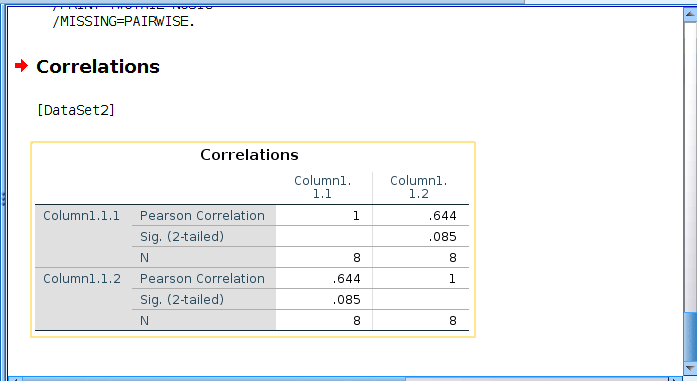 /MISSING=PAIRWISE.
Correlations
[DataSet2]
Correlations
Column1.
1.1
Column1.
1.2
Column1.1.1 Pearson Correlation 1 .644
Sig. (2-tailed) .085
N 8 8
Column1.1.2 Pearson Correlation .644 1
Sig. (2-tailed) .085
N 8 8